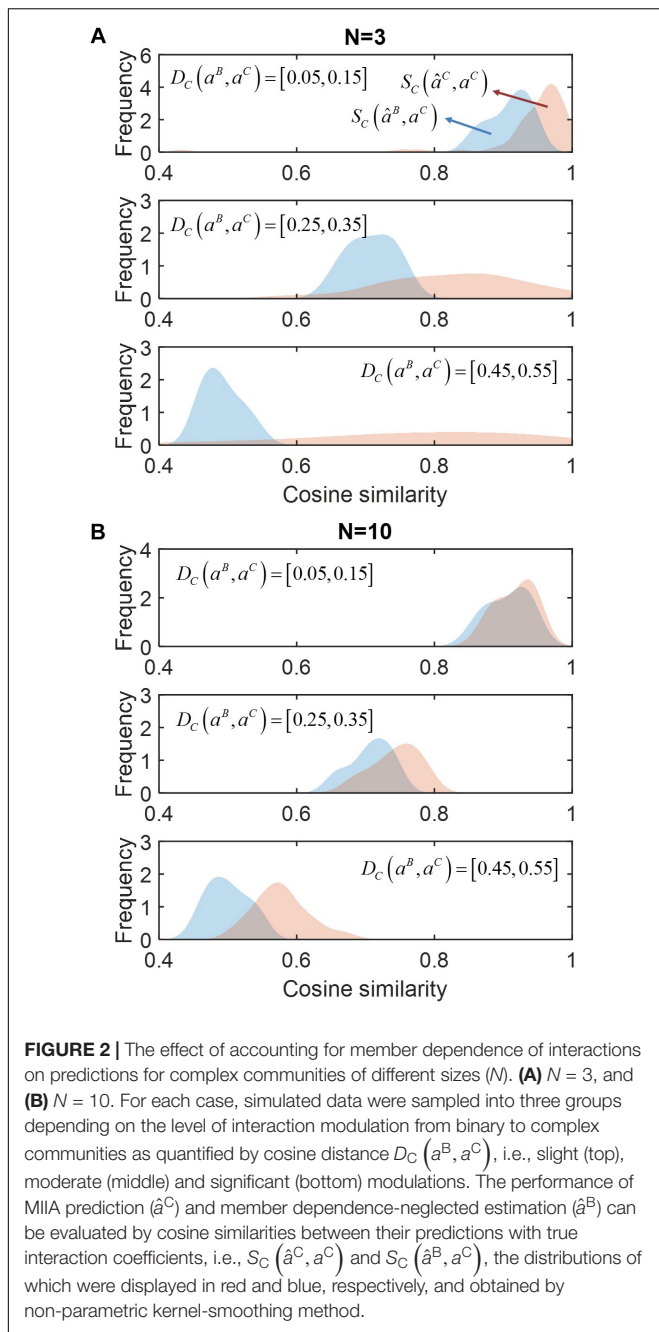 A
N=3
Frequency
6
4
2
0
D_C(a^B, a^C) = [0.05, 0.15]
S_C(â^C, a^C)
S_C(â^B, a^C)
0.4 0.6 0.8 1
Frequency
3
2
1
0
D_C(a^B, a^C) = [0.25, 0.35]
0.4 0.6 0.8 1
Frequency
3
2
1
0
D_C(a^B, a^C) = [0.45, 0.55]
0.4 0.6 0.8 1
Cosine similarity
B
N=10
Frequency
4
2
0
D_C(a^B, a^C) = [0.05, 0.15]
0.4 0.6 0.8 1
Frequency
3
2
1
0
D_C(a^B, a^C) = [0.25, 0.35]
0.4 0.6 0.8 1
Frequency
3
2
1
0
D_C(a^B, a^C) = [0.45, 0.55]
0.4 0.6 0.8 1
Cosine similarity
FIGURE 2 | The effect of accounting for member dependence of interactions
on predictions for complex communities of different sizes (N). (A) N = 3, and
(B) N = 10. For each case, simulated data were sampled into three groups
depending on the level of interaction modulation from binary to complex
communities as quantified by cosine distance D_C (a^B, a^C), i.e., slight (top),
moderate (middle) and significant (bottom) modulations. The performance of
MIIA prediction (â^C) and member dependence-neglected estimation (â^B) can
be evaluated by cosine similarities between their predictions with true
interaction coefficients, i.e., S_C (â^C, a^C) and S_C (â^B, a^C), the distributions of
which were displayed in red and blue, respectively, and obtained by
non-parametric kernel-smoothing method.